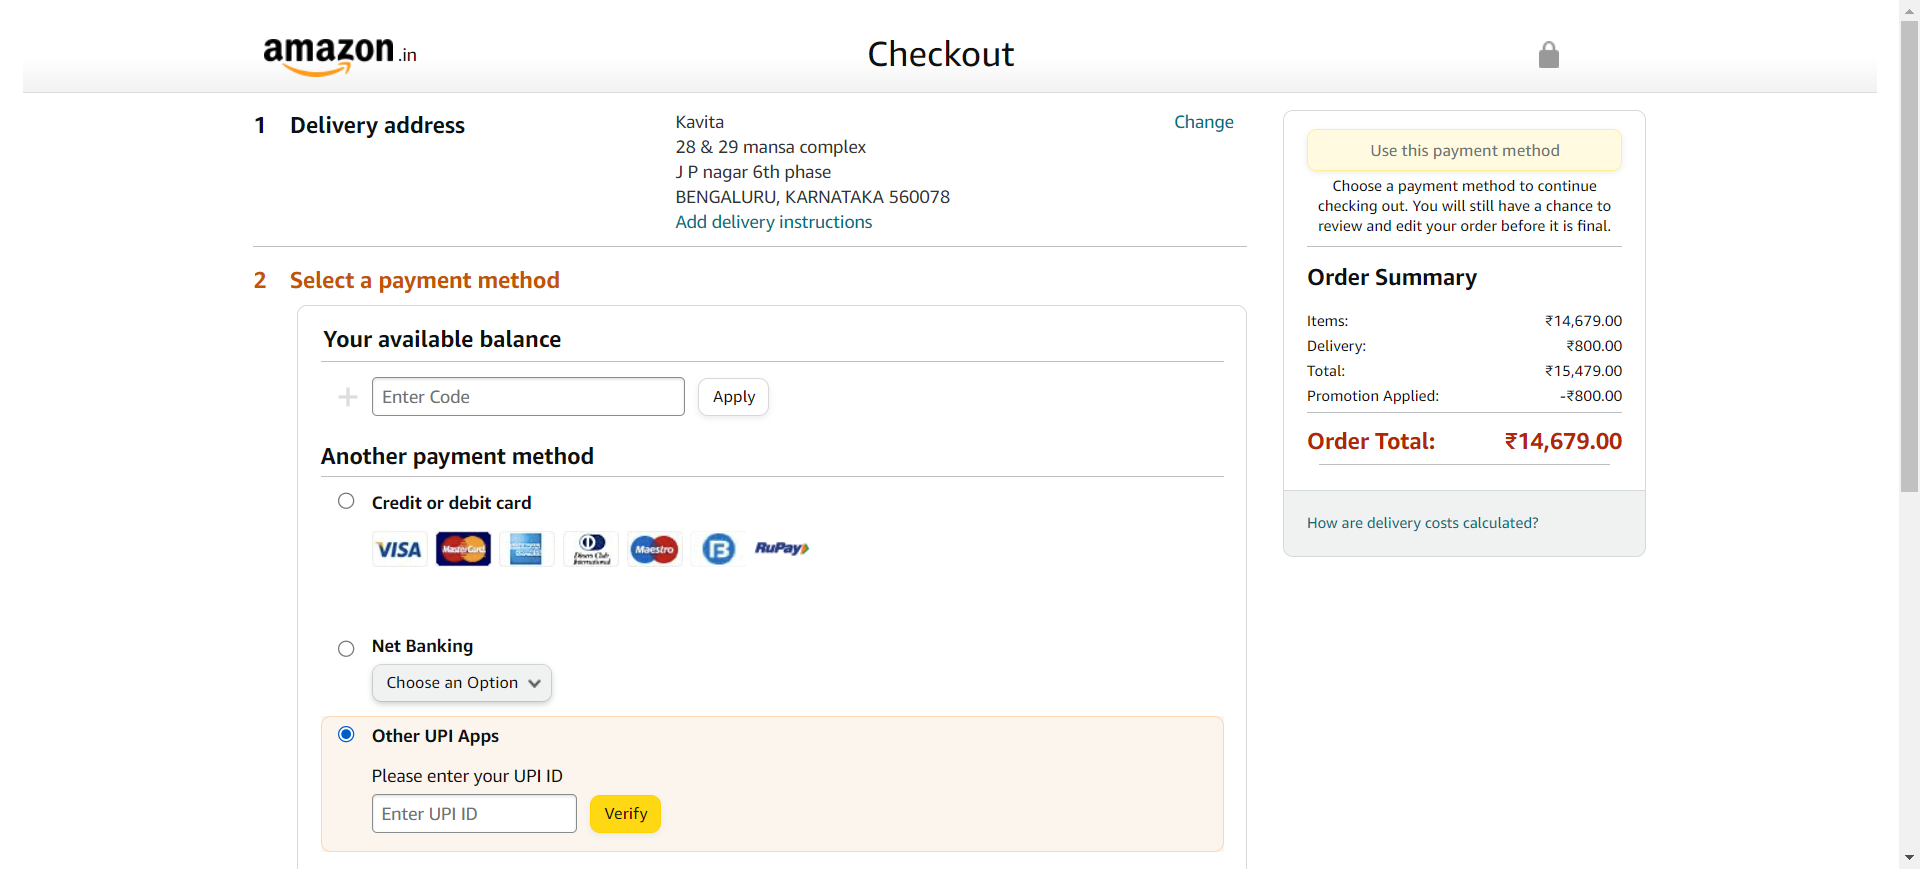 amazon.in
Checkout
1 Delivery address
Kavita
28 & 29 mansa complex
J P nagar 6th phase
BENGALURU, KARNATAKA 560078
Add delivery instructions
Change
2 Select a payment method
Your available balance
Enter Code
Apply
Another payment method
Credit or debit card
VISA MasterCard Diners Club International Maestro B RuPay
Net Banking
Choose an Option
Other UPI Apps
Please enter your UPI ID
Enter UPI ID
Verify
Use this payment method
Choose a payment method to continue
checking out. You will still have a chance to
review and edit your order before it is final.
Order Summary
Items: ₹14,679.00
Delivery: ₹800.00
Total: ₹15,479.00
Promotion Applied: -₹800.00
Order Total: ₹14,679.00
How are delivery costs calculated?